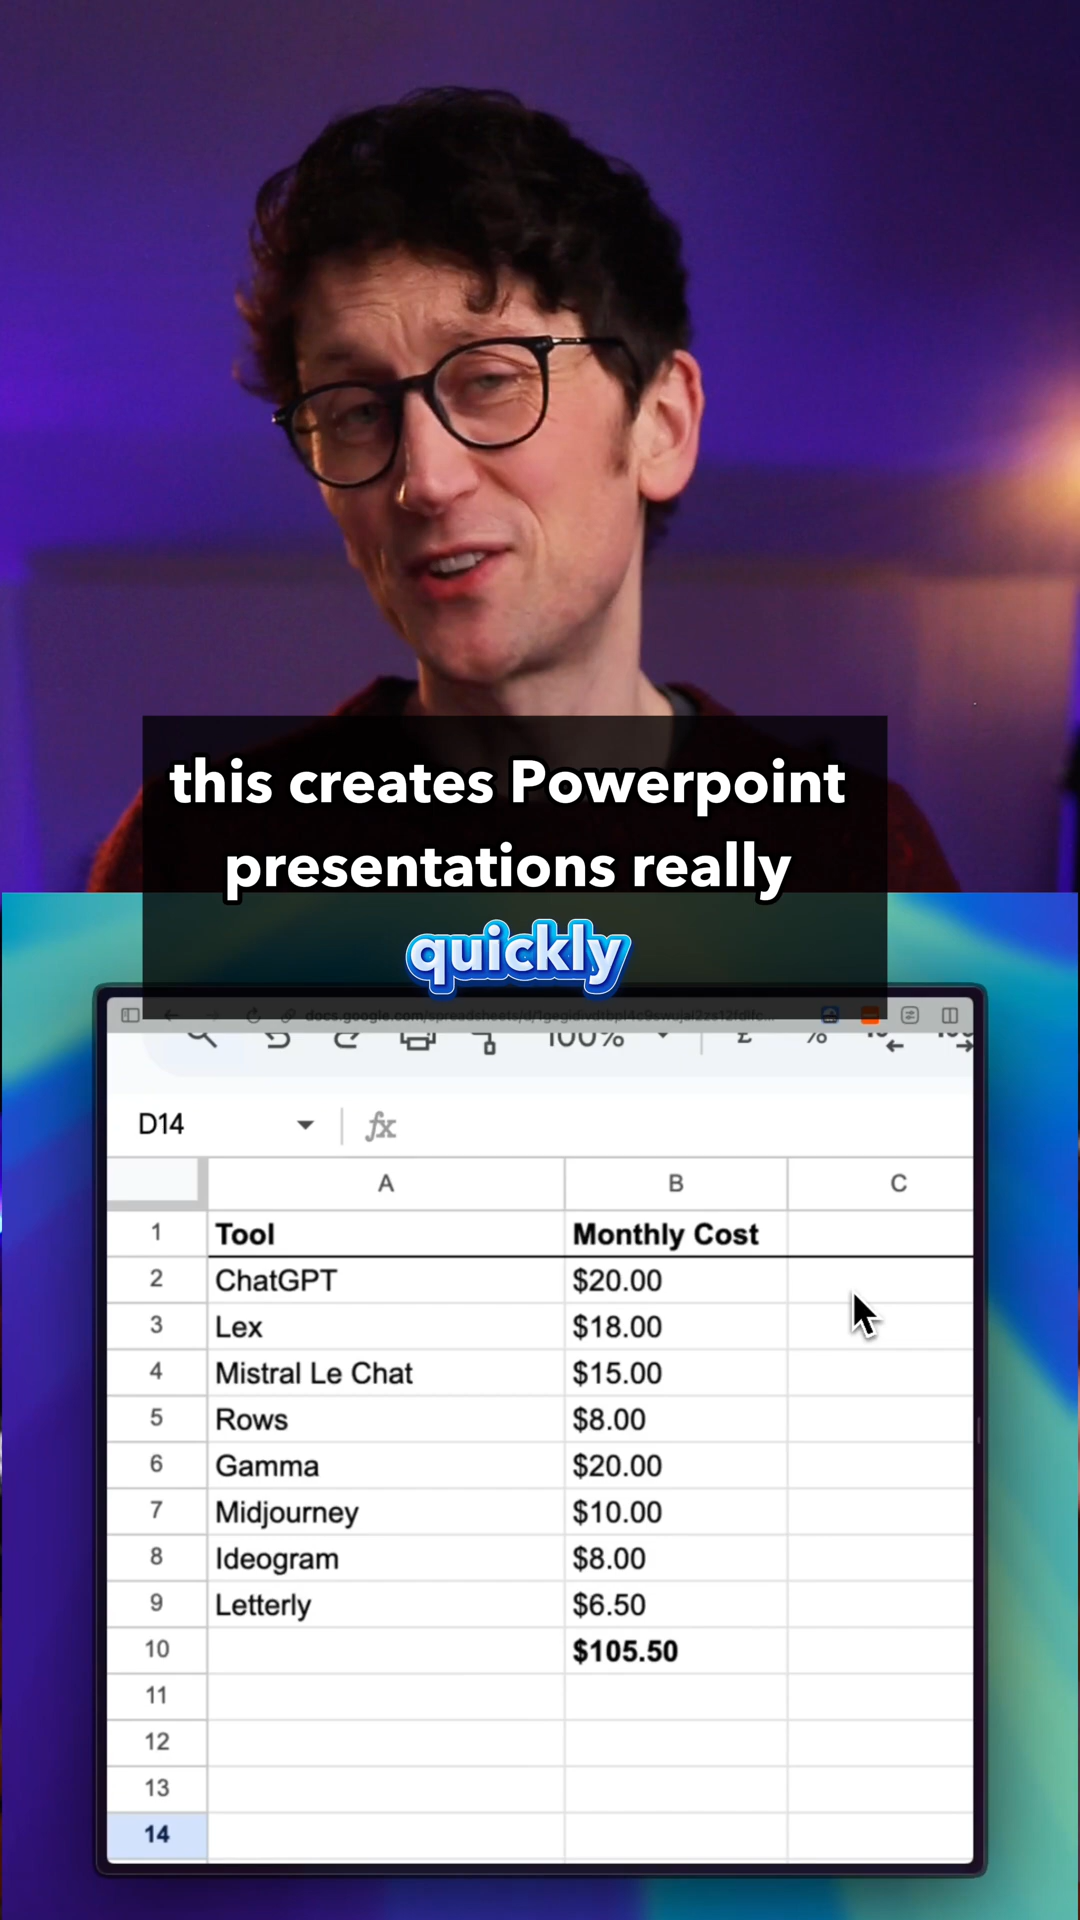 this creates Powerpoint
presentations really
quickly
100%
£
%
D14
fx
A B C
1 Tool Monthly Cost
2 ChatGPT $20.00
3 Lex $18.00
4 Mistral Le Chat $15.00
5 Rows $8.00
6 Gamma $20.00
7 Midjourney $10.00
8 Ideogram $8.00
9 Letterly $6.50
10 $105.50
11
12
13
14